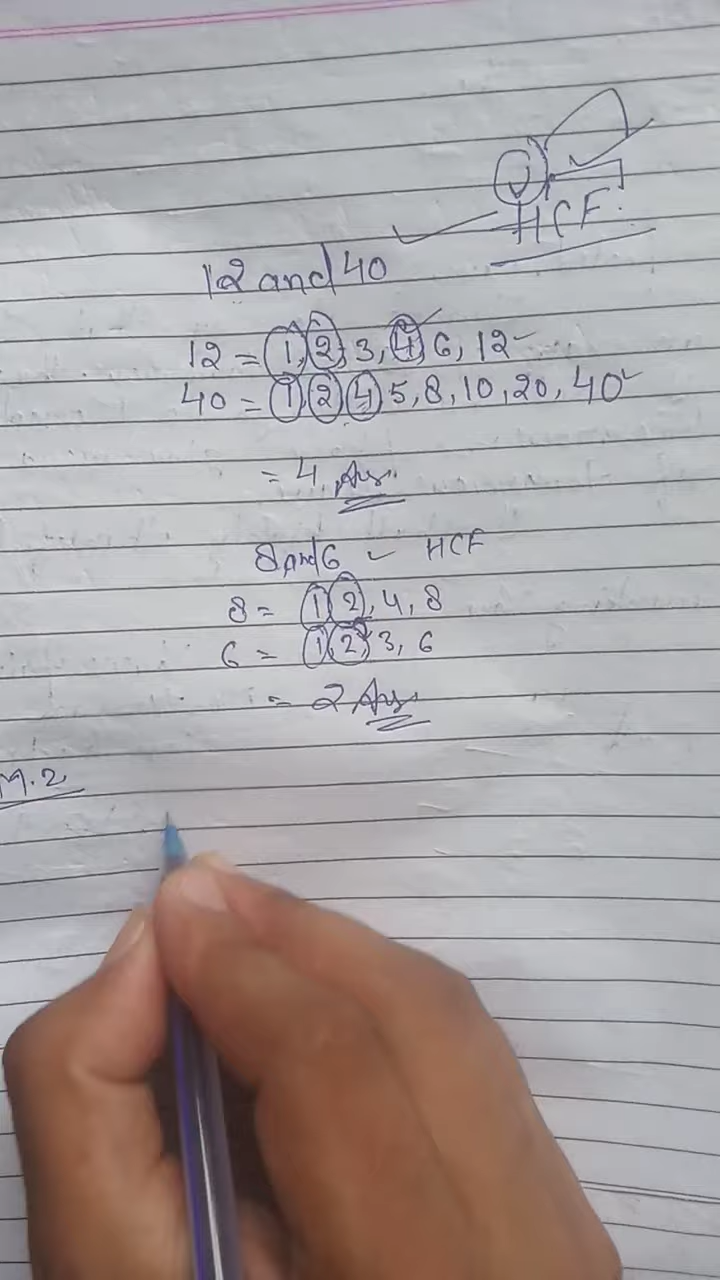 HCF.
12 and 40
12 = 1, 2, 3, 4, 6, 12
40 = 1, 2 4 5, 8, 10, 20, 40
= 4 Ans.
8 and 6 - HCF
8 = 1 2, 4, 8
6 = 1, 2, 3, 6
= 2 Ans
M.2